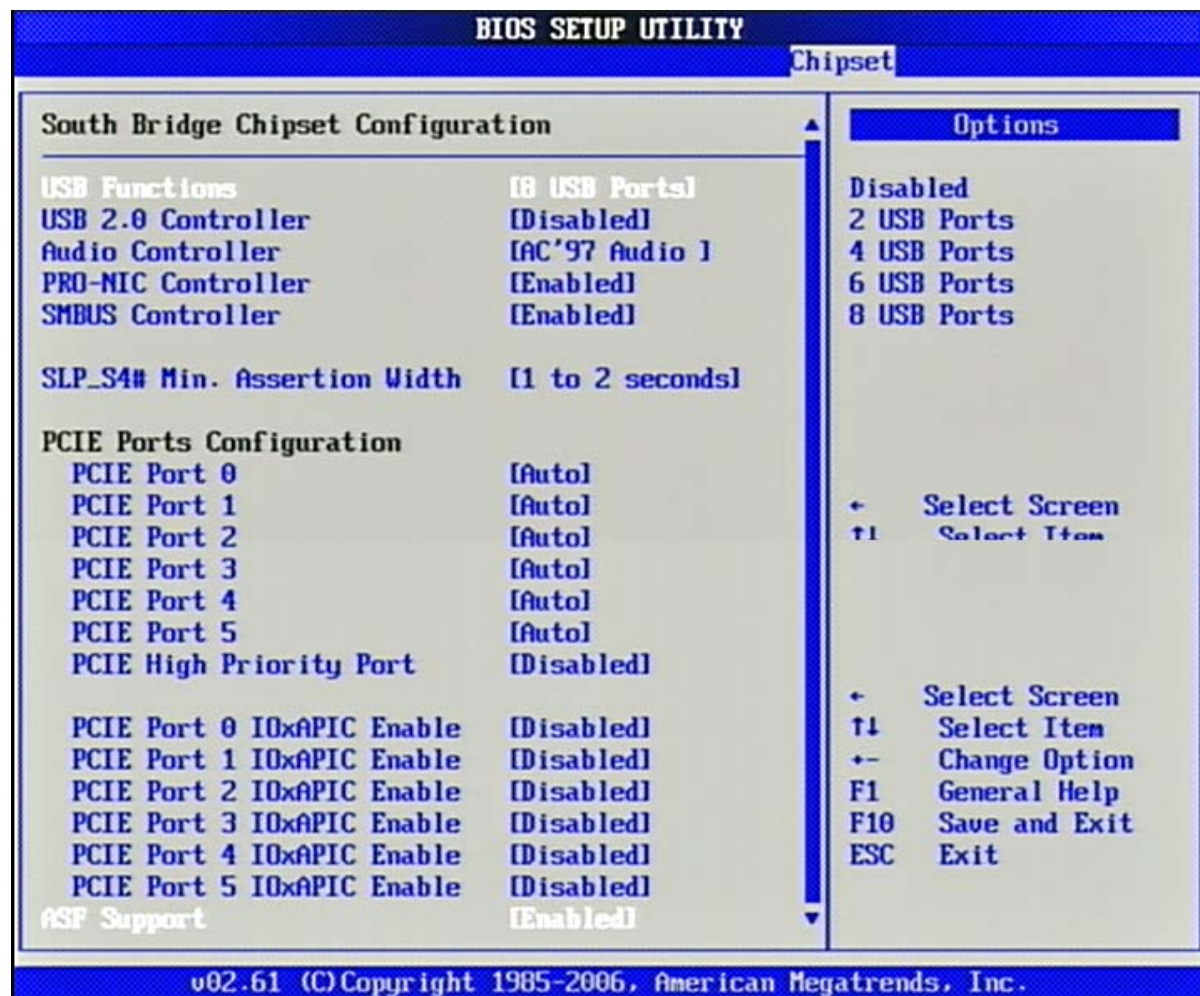 BIOS SETUP UTILITY
Chipset
South Bridge Chipset Configuration
USB Functions [8 USB Ports]
USB 2.0 Controller [Disabled]
Audio Controller [AC'97 Audio ]
PRO-NIC Controller [Enabled]
SMBUS Controller [Enabled]
SLP_S4# Min. Assertion Width [1 to 2 seconds]
PCIE Ports Configuration
PCIE Port 0 [Auto]
PCIE Port 1 [Auto]
PCIE Port 2 [Auto]
PCIE Port 3 [Auto]
PCIE Port 4 [Auto]
PCIE Port 5 [Auto]
PCIE High Priority Port [Disabled]
PCIE Port 0 IOxAPIC Enable [Disabled]
PCIE Port 1 IOxAPIC Enable [Disabled]
PCIE Port 2 IOxAPIC Enable [Disabled]
PCIE Port 3 IOxAPIC Enable [Disabled]
PCIE Port 4 IOxAPIC Enable [Disabled]
PCIE Port 5 IOxAPIC Enable [Disabled]
ASF Support [Enabled]
Options
Disabled
2 USB Ports
4 USB Ports
6 USB Ports
8 USB Ports
← Select Screen
↑↓ Select Item
← Select Screen
↑↓ Select Item
+- Change Option
F1 General Help
F10 Save and Exit
ESC Exit
v02.61 (C)Copyright 1985-2006, American Megatrends, Inc.